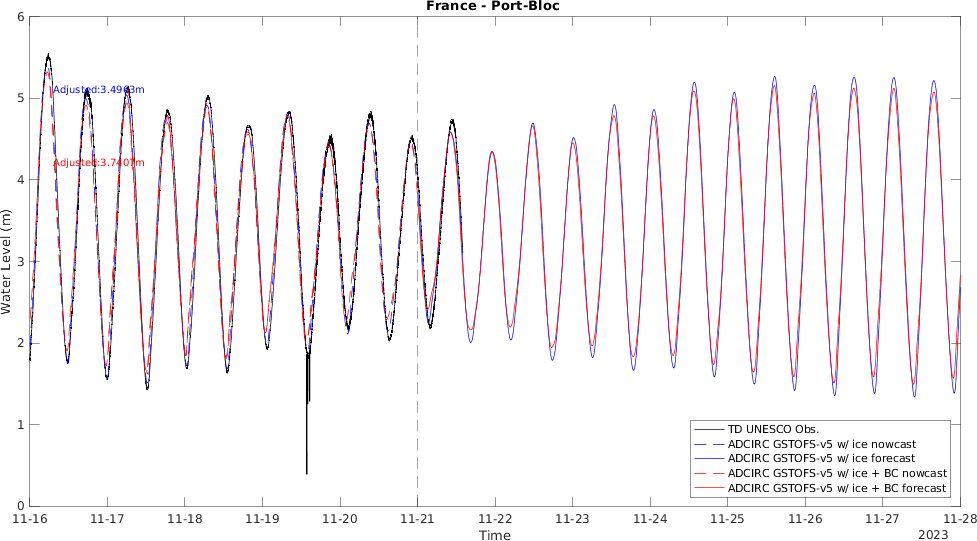 France - Port-Bloc
6
5
4
3
2
1
0
Water Level (m)
Adjusted:3.4963m
Adjusted:3.7407m
TD UNESCO Obs.
ADCIRC GSTOFS-v5 w/ ice nowcast
ADCIRC GSTOFS-v5 w/ ice forecast
ADCIRC GSTOFS-v5 w/ ice + BC nowcast
ADCIRC GSTOFS-v5 w/ ice + BC forecast
11-16 11-17 11-18 11-19 11-20 11-21 11-22 11-23 11-24 11-25 11-26 11-27 11-28
Time
2023